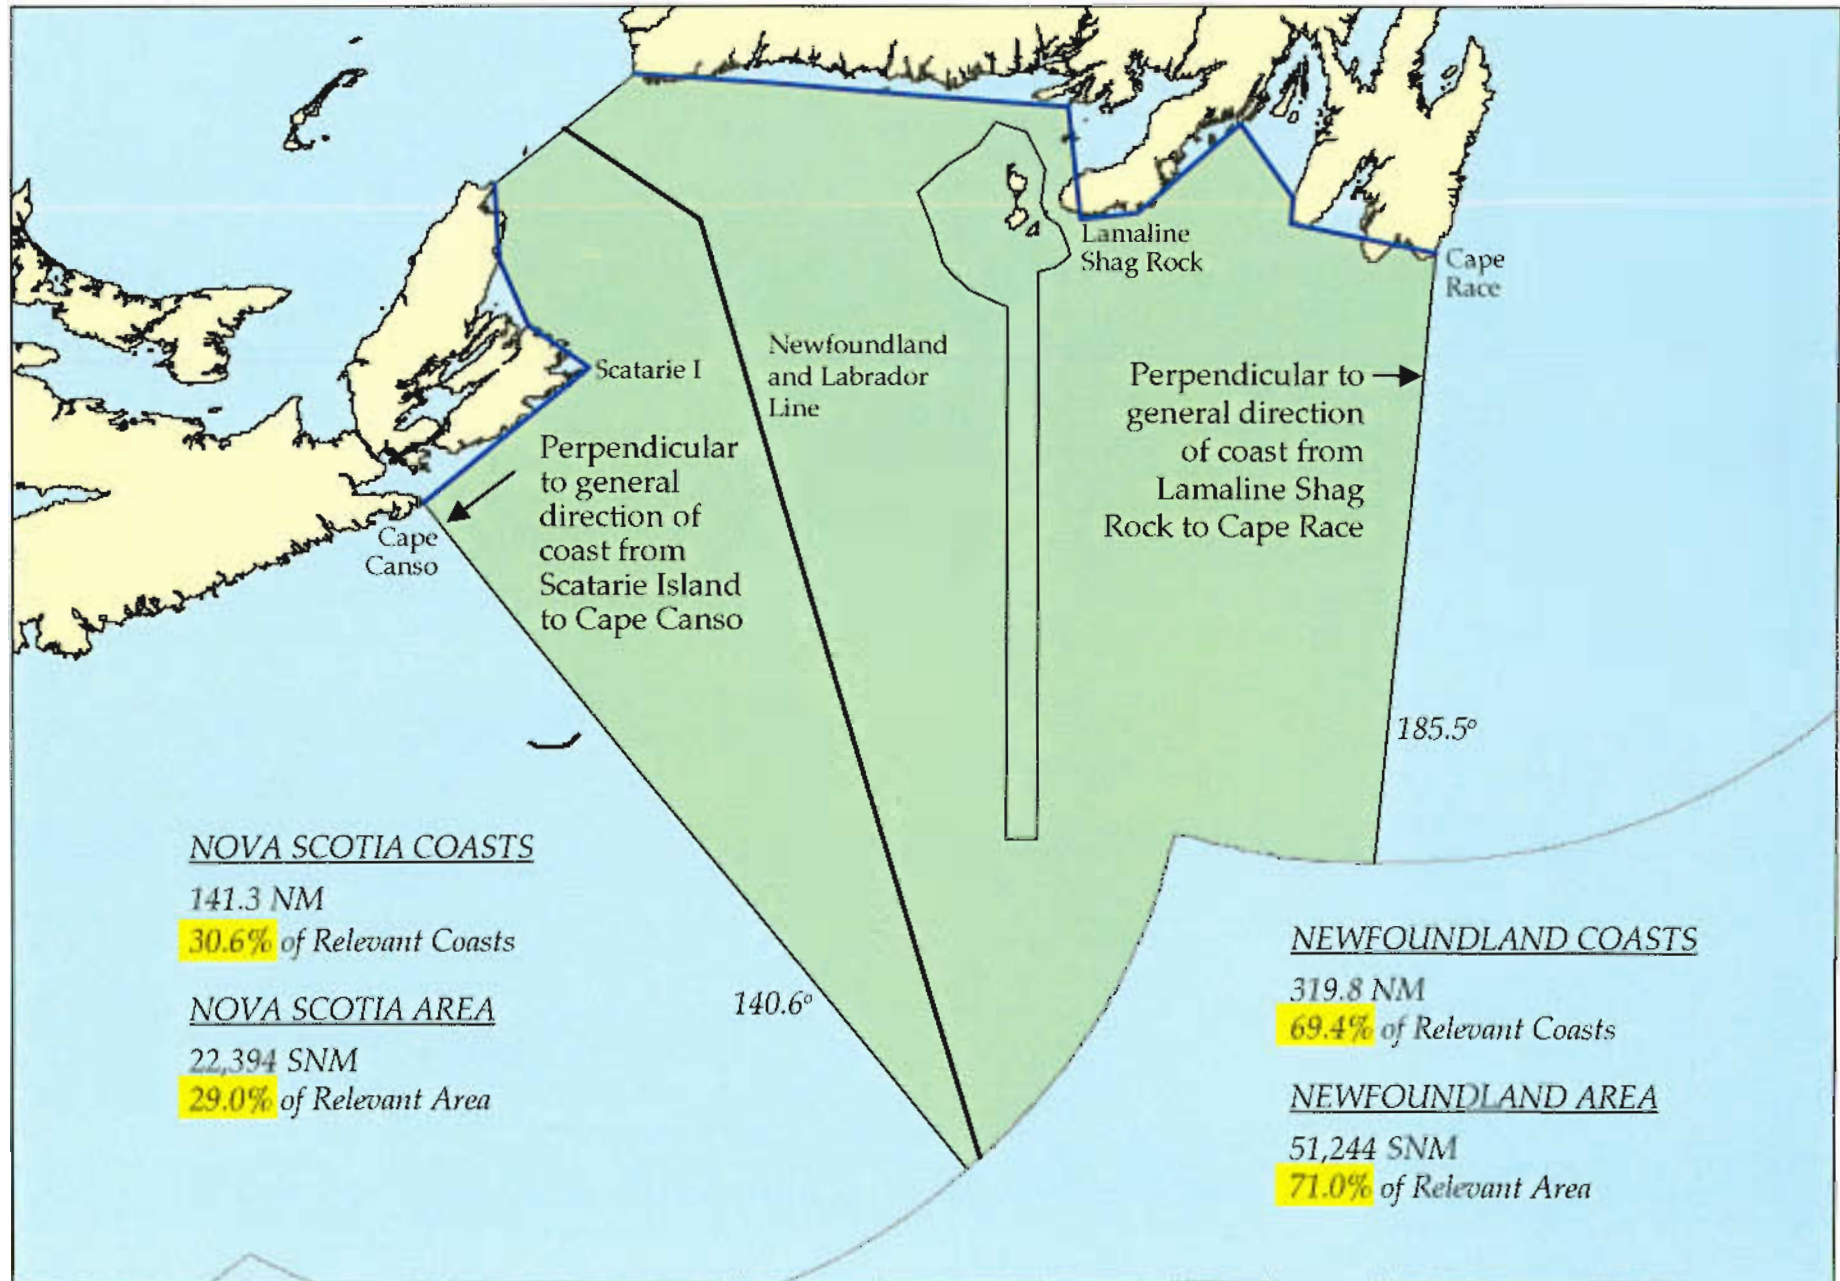 Lamaline
Shag Rock
Cape
Race
Newfoundland
and Labrador
Line
Scatarie I
Perpendicular to
general direction
of coast from
Lamaline Shag
Rock to Cape Race
Perpendicular
to general
direction of
coast from
Scatarie Island
to Cape Canso
Cape
Canso
185.5°
140.6°
NOVA SCOTIA COASTS
141.3 NM
30.6% of Relevant Coasts
NOVA SCOTIA AREA
22,394 SNM
29.0% of Relevant Area
NEWFOUNDLAND COASTS
319.8 NM
69.4% of Relevant Coasts
NEWFOUNDLAND AREA
51,244 SNM
71.0% of Relevant Area